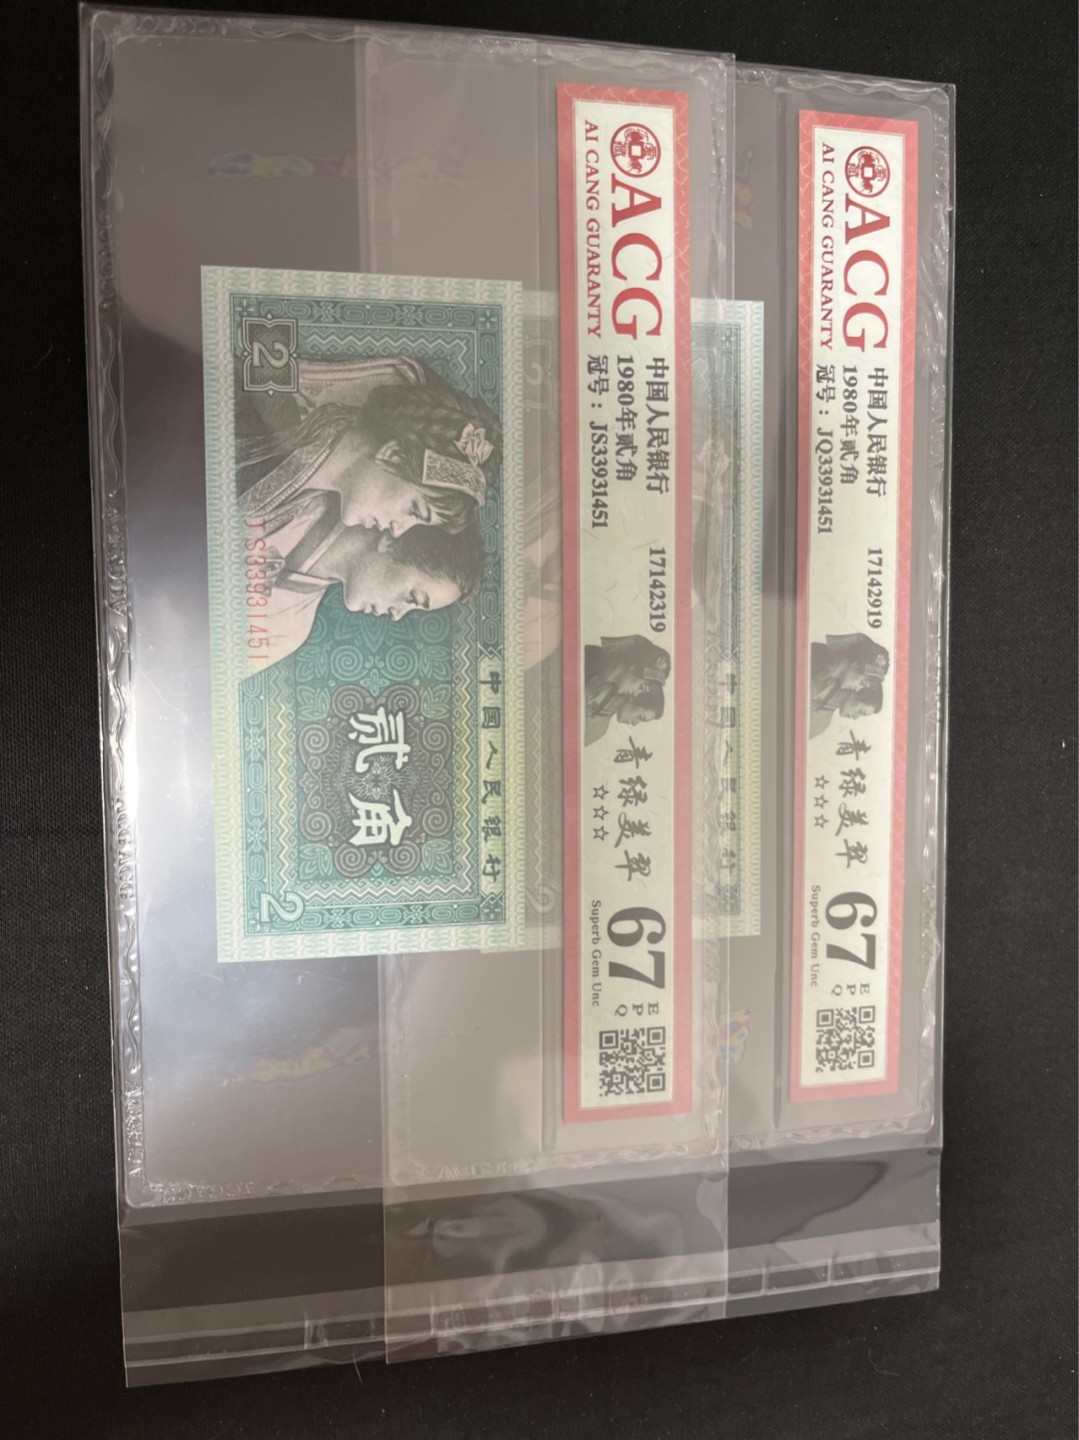 ACG
AI CANG GUARANTY
中国人民银行
1980年贰角
冠号：JQ33931451
17142919
青绿美翠
☆☆☆
67
EPQ
Superb Gem Unc
ACG
AI CANG GUARANTY
中国人民银行
1980年贰角
冠号：JS33931451
17142319
青绿美翠
☆☆☆
67
EPQ
Superb Gem Unc
中国人民银行
贰角
2
2
JS33931451
中
行
2